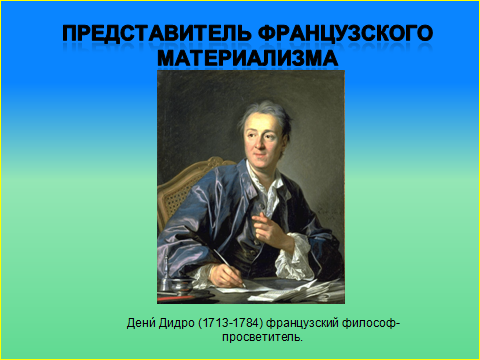 ПРЕДСТАВИТЕЛЬ ФРАНЦУЗСКОГО
МАТЕРИАЛИЗМА
Дени́ Дидро (1713-1784) французский философ-
просветитель.